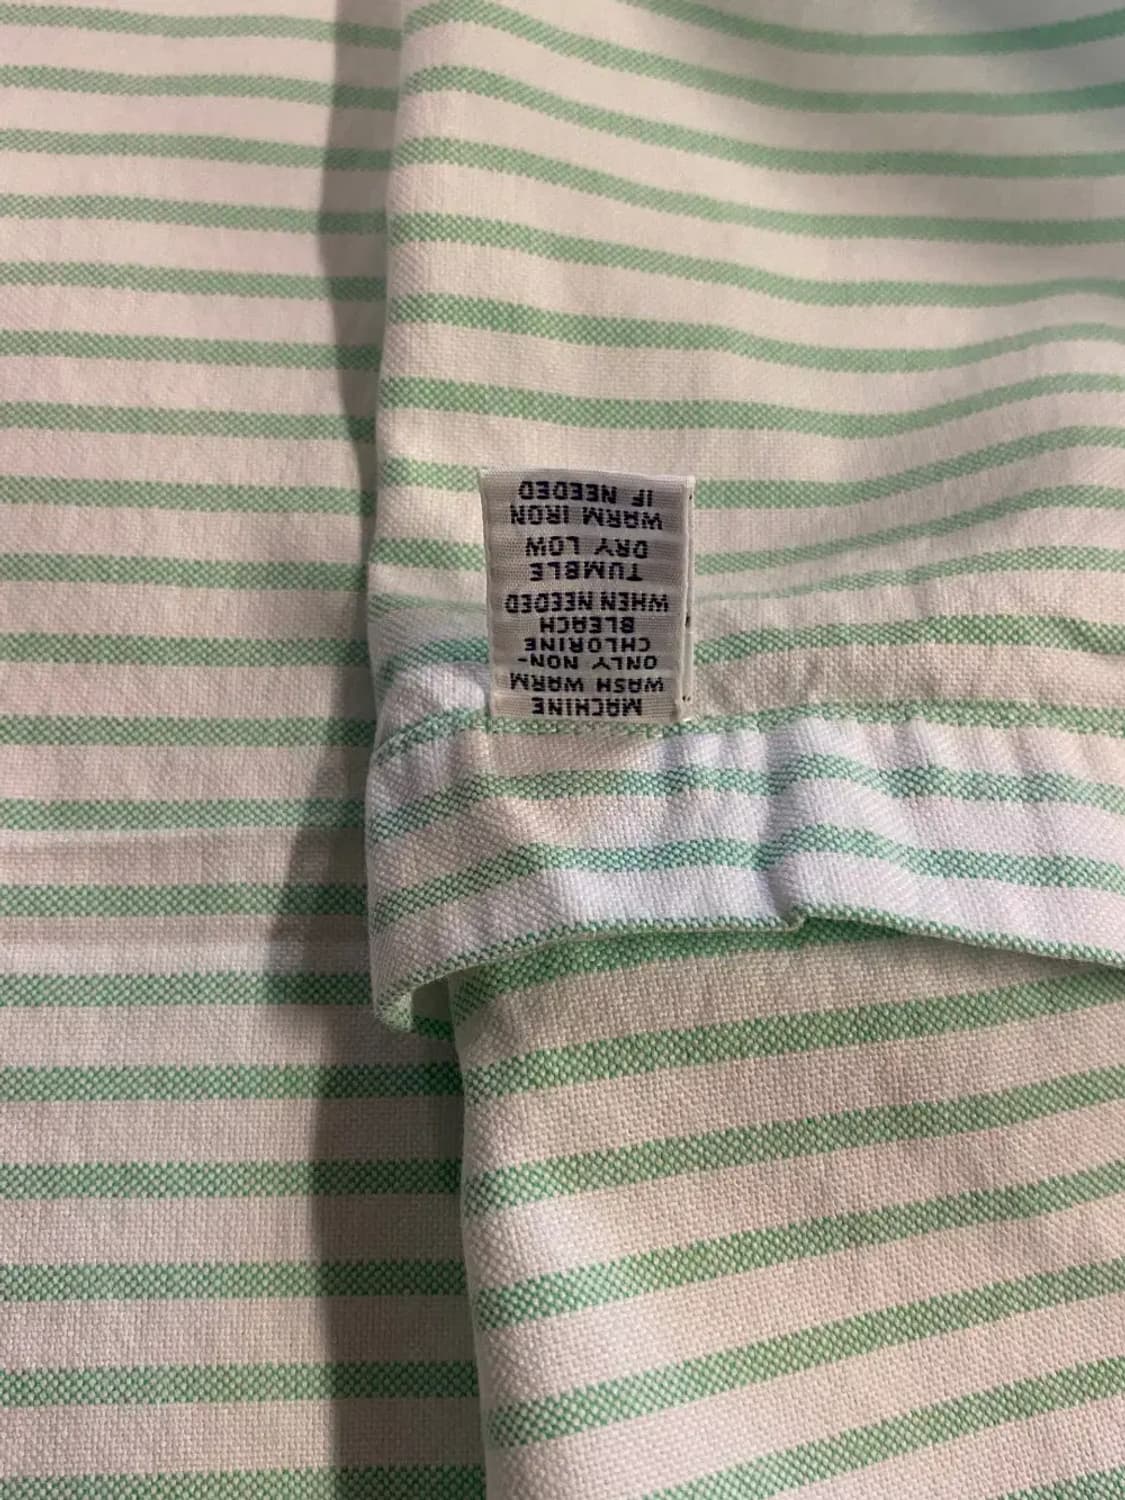 MACHINE
WASH WARM
ONLY NON-
CHLORINE
BLEACH
WHEN NEEDED
TUMBLE
DRY LOW
WARM IRON
IF NEEDED